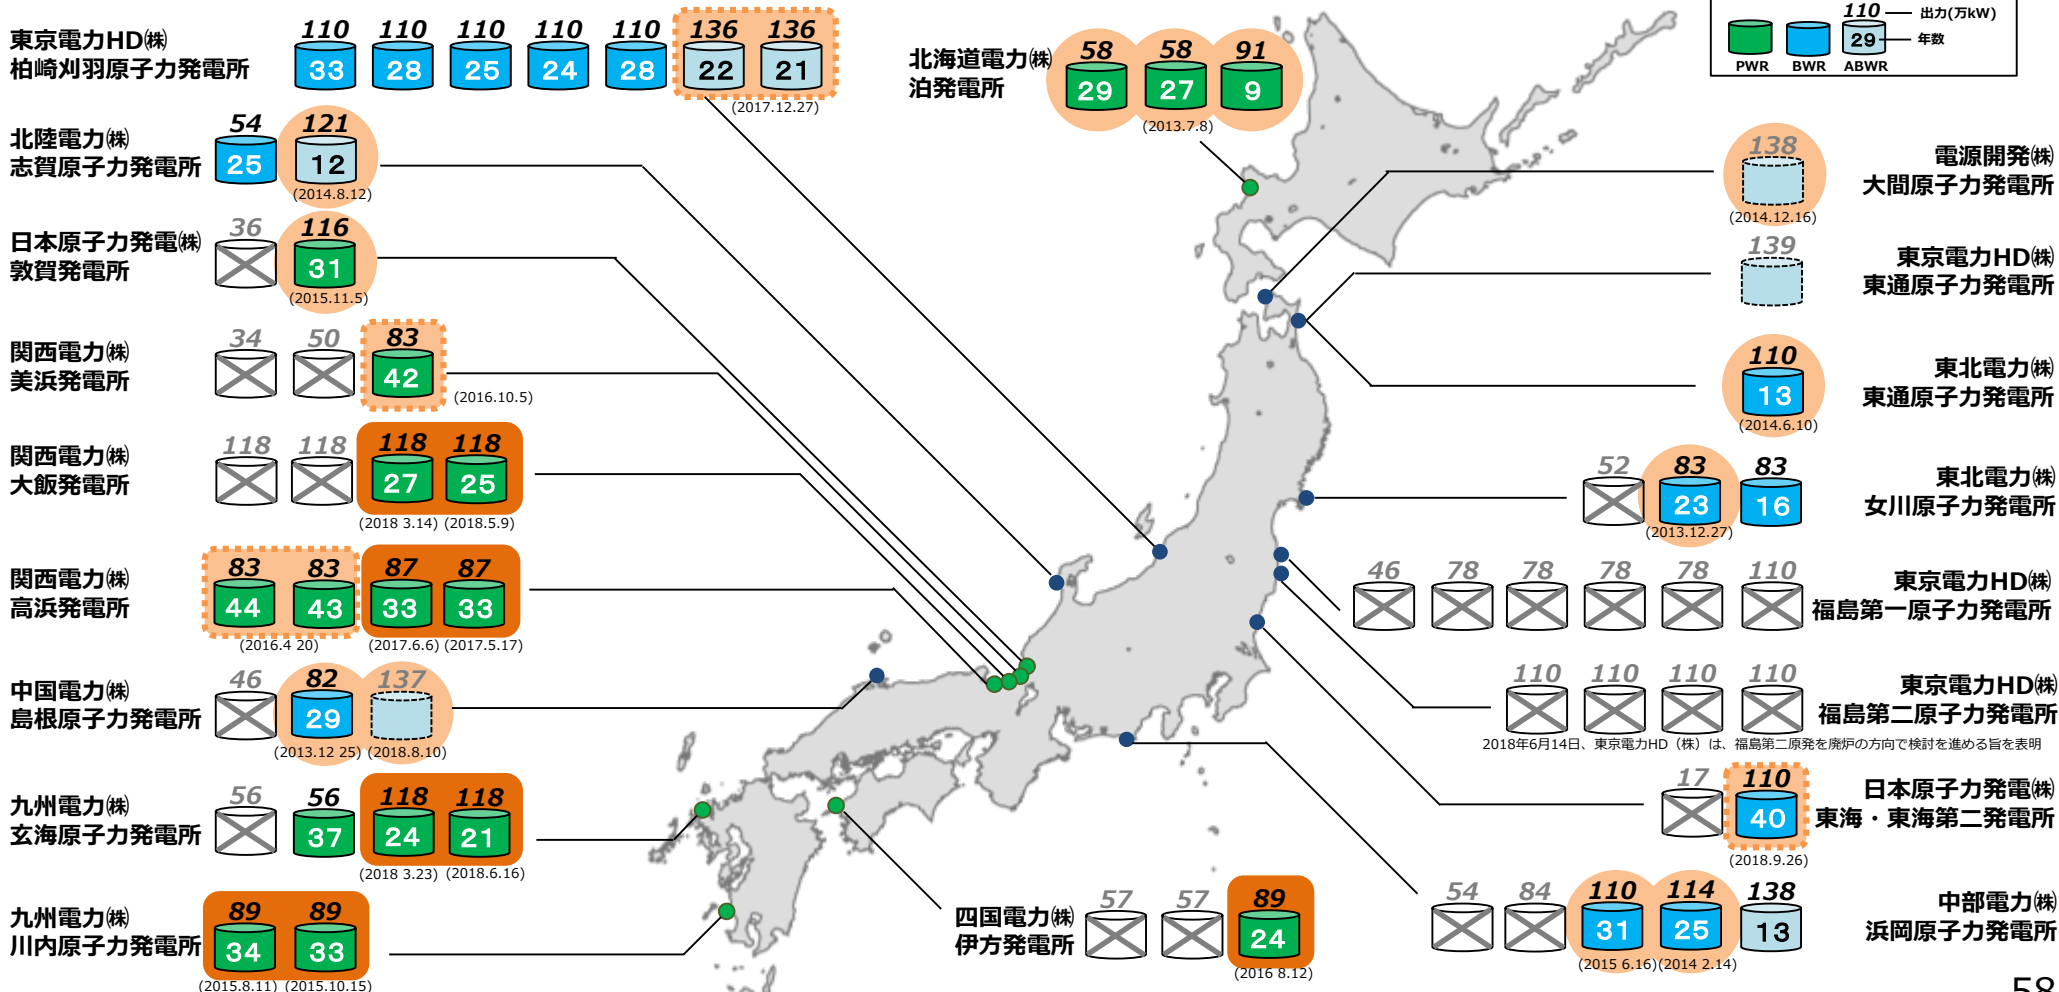 東京電力HD㈱
柏崎刈羽原子力発電所
110 110 110 110 110 136 136
33 28 25 24 28 22 21
(2017.12.27)
北海道電力㈱
泊発電所
58 58 91
29 27 9
(2013.7.8)
110 出力(万kW)
29 年数
PWR BWR ABWR
北陸電力㈱
志賀原子力発電所
54 121
25 12
(2014.8.12)
電源開発㈱
大間原子力発電所
138
(2014.12.16)
日本原子力発電㈱
敦賀発電所
36 116
31
(2015.11.5)
東京電力HD㈱
東通原子力発電所
139
関西電力㈱
美浜発電所
34 50 83
42
(2016.10.5)
東北電力㈱
東通原子力発電所
110
13
(2014.6.10)
関西電力㈱
大飯発電所
118 118 118 118
27 25
(2018 3.14) (2018.5.9)
東北電力㈱
女川原子力発電所
52 83 83
23 16
(2013.12.27)
関西電力㈱
高浜発電所
83 83 87 87
44 43 33 33
(2016.4 20) (2017.6.6) (2017.5.17)
東京電力HD㈱
福島第一原子力発電所
46 78 78 78 78 110
中国電力㈱
島根原子力発電所
46 82 137
29
(2013.12 25) (2018.8.10)
東京電力HD㈱
福島第二原子力発電所
110 110 110 110
2018年6月14日、東京電力HD（株）は、福島第二原発を廃炉の方向で検討を進める旨を表明
九州電力㈱
玄海原子力発電所
56 56 118 118
37 24 21
(2018 3.23) (2018.6.16)
日本原子力発電㈱
東海・東海第二発電所
17 110
40
(2018.9.26)
九州電力㈱
川内原子力発電所
89 89
34 33
(2015.8.11) (2015.10.15)
四国電力㈱
伊方発電所
57 57 89
24
(2016 8.12)
中部電力㈱
浜岡原子力発電所
54 84 110 114 138
31 25 13
(2015 6.16) (2014 2.14)
58